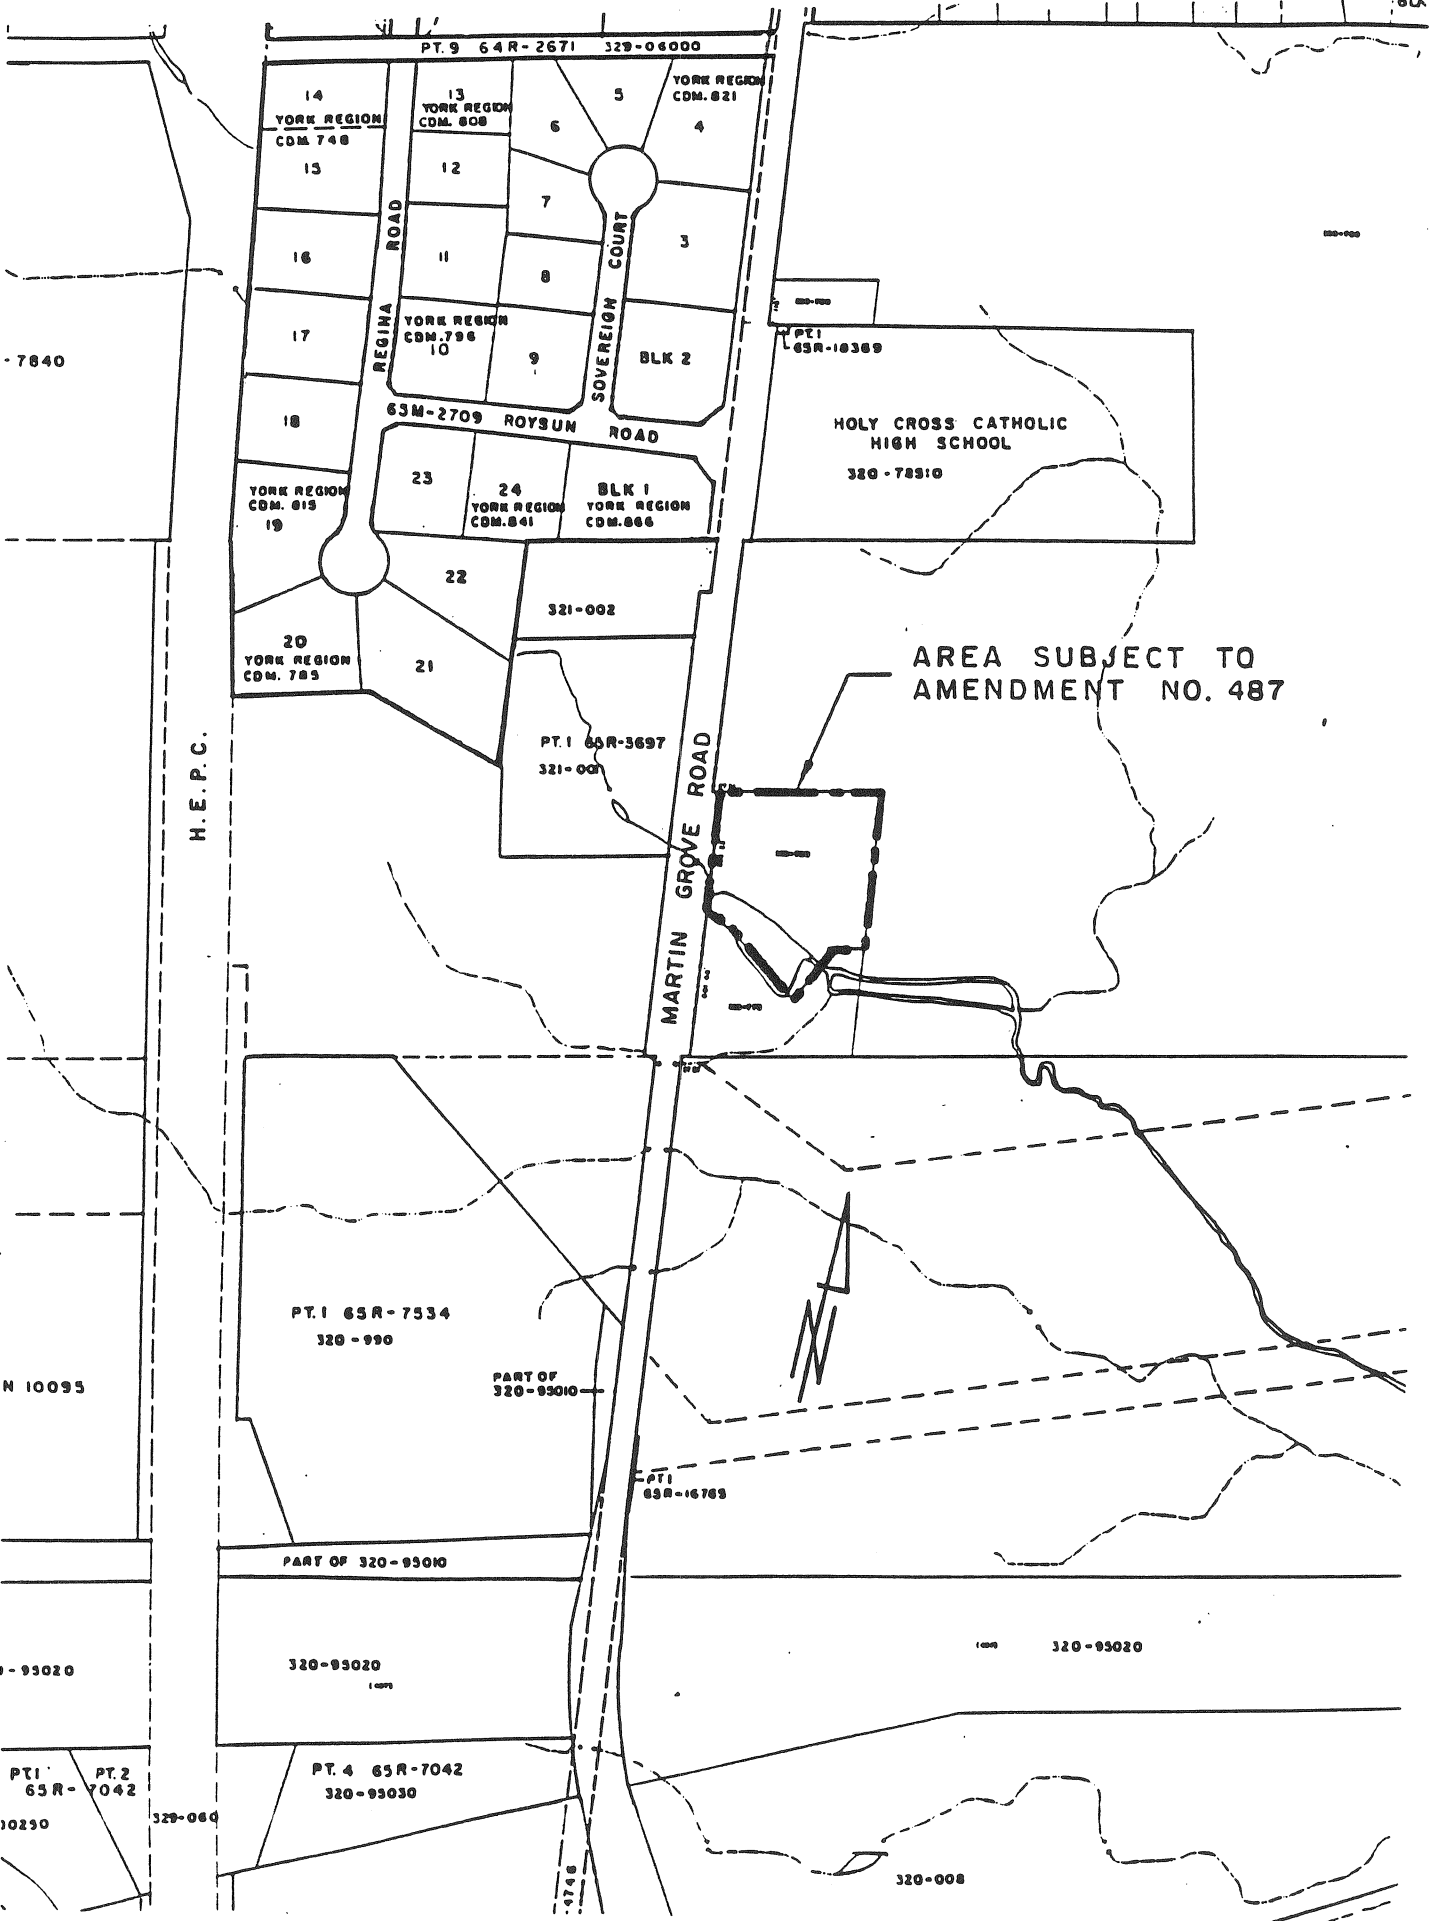 PT. 9 64R-2671 329-06000
14
YORK REGION
CDM. 748
15
13
YORK REGION
CDM. 808
12
5
6
YORK REGION
CDM. 821
4
7
3
16
11
8
17
YORK REGION
CDM. 796
10
9
BLK 2
REGINA ROAD
SOVEREIGN COURT
- 7840
PT. 1
65R-18369
18
65M-2709 ROYSUN ROAD
HOLY CROSS CATHOLIC
HIGH SCHOOL
320-78510
23
24
YORK REGION
CDM. 841
BLK 1
YORK REGION
CDM. 866
YORK REGION
CDM. 815
19
22
321-002
20
YORK REGION
CDM. 785
21
AREA SUBJECT TO
AMENDMENT NO. 487
PT. 1 65R-3697
321-001
H.E.P.C.
MARTIN GROVE ROAD
N
PT. 1 65R-7534
320-990
PART OF
320-95010
N 10095
PT 1
65R-16765
PART OF 320-95010
-95020
320-95020
320-95020
PT. 1
PT. 2
65R-7042
PT. 4 65R-7042
320-95030
329-060
320-008
-4746